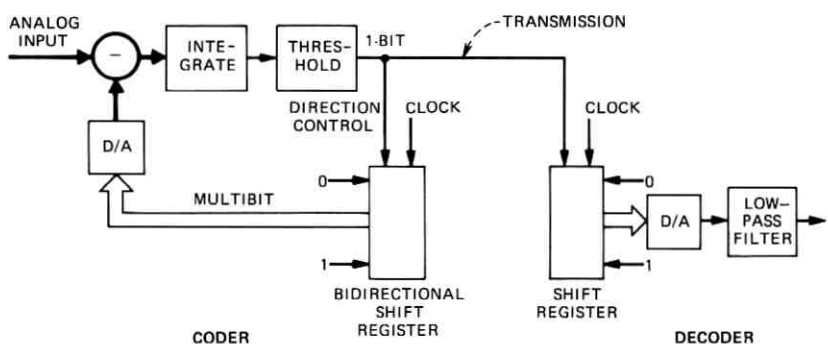 ANALOG
INPUT
–
INTE-
GRATE
THRES-
HOLD
1-BIT
TRANSMISSION
DIRECTION
CONTROL
CLOCK
CLOCK
D/A
0
MULTIBIT
1
BIDIRECTIONAL
SHIFT
REGISTER
0
D/A
LOW-
PASS
FILTER
1
SHIFT
REGISTER
CODER
DECODER